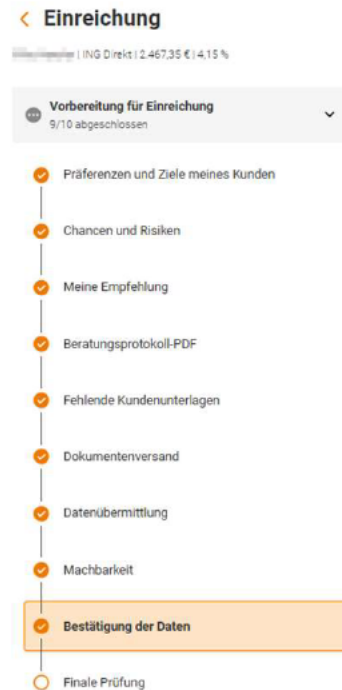 Einreichung
| ING Direkt | 2.467,35 € | 4,15 %
Vorbereitung für Einreichung
9/10 abgeschlossen
Präferenzen und Ziele meines Kunden
Chancen und Risiken
Meine Empfehlung
Beratungsprotokoll-PDF
Fehlende Kundenunterlagen
Dokumentenversand
Datenübermittlung
Machbarkeit
Bestätigung der Daten
Finale Prüfung